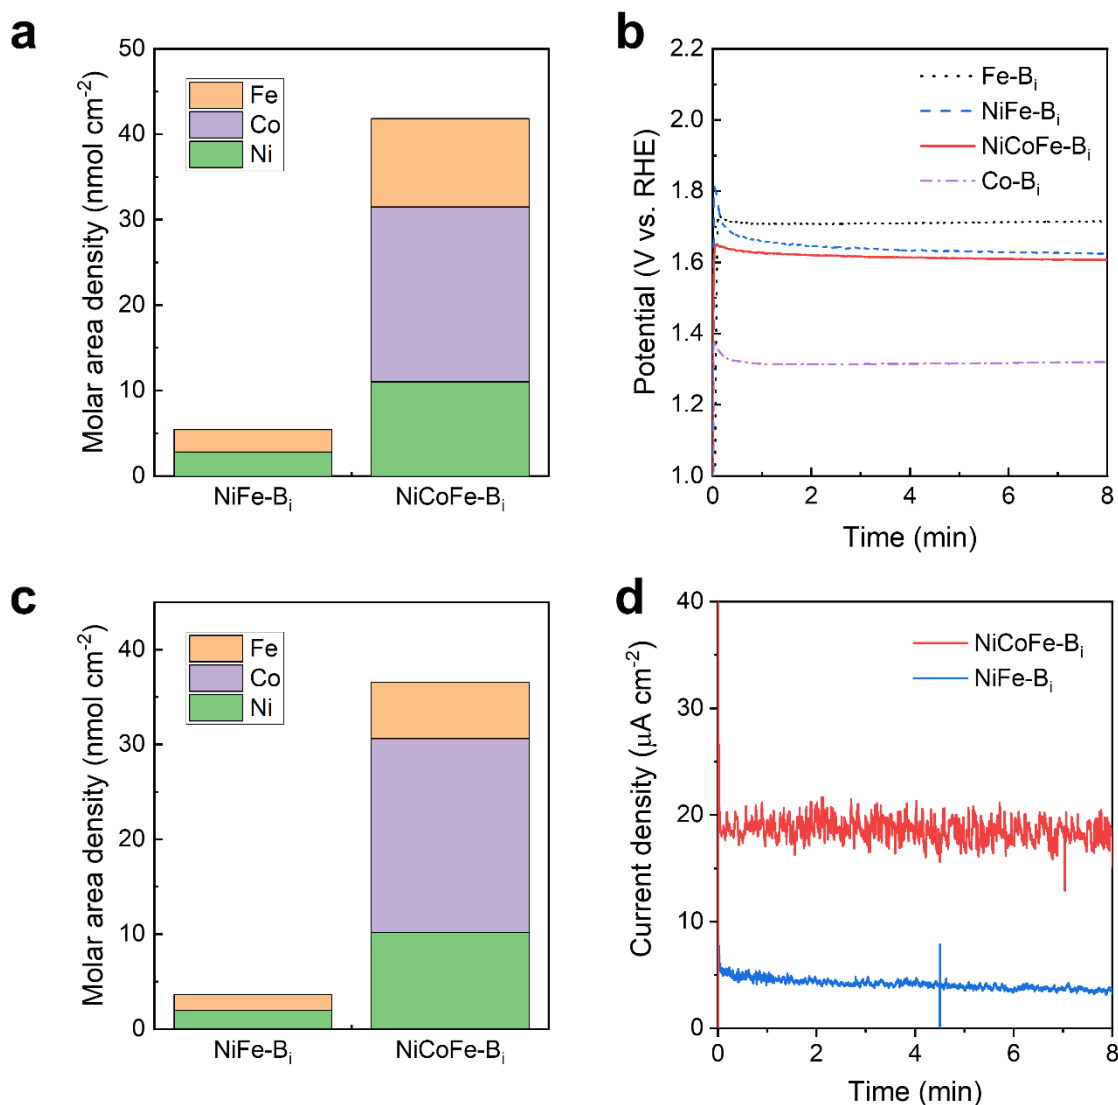 a
50
40
30
20
10
0
Molar area density (nmol cm⁻²)
Fe
Co
Ni
NiFe-Bᵢ
NiCoFe-Bᵢ
b
2.2
2.0
1.8
1.6
1.4
1.2
1.0
Potential (V vs. RHE)
Fe-Bᵢ
NiFe-Bᵢ
NiCoFe-Bᵢ
Co-Bᵢ
0 2 4 6 8
Time (min)
c
40
30
20
10
0
Molar area density (nmol cm⁻²)
Fe
Co
Ni
NiFe-Bᵢ
NiCoFe-Bᵢ
d
40
30
20
10
0
Current density (μA cm⁻²)
NiCoFe-Bᵢ
NiFe-Bᵢ
0 2 4 6 8
Time (min)